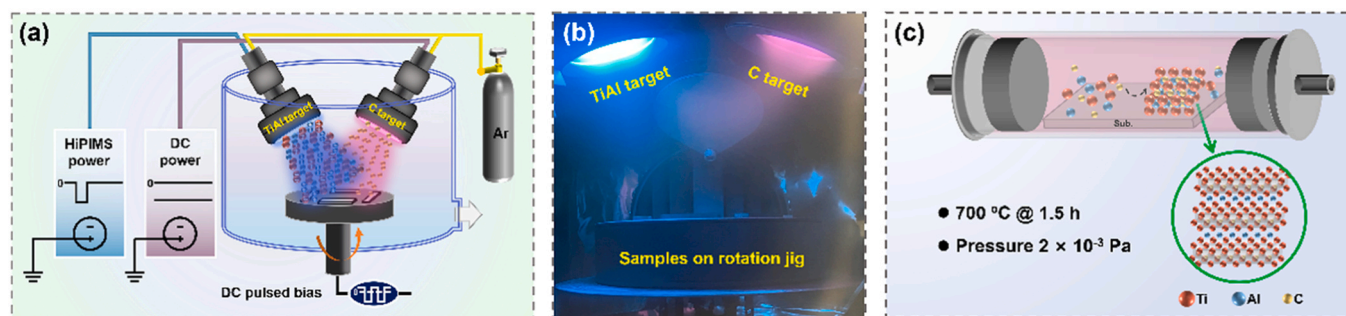 (a)
TiAl target
C target
Ar
HiPIMS
power
DC
power
0
0
DC pulsed bias
0
(b)
TiAl target
C target
Samples on rotation jig
(c)
Sub.
700 ºC @ 1.5 h
Pressure 2 × 10⁻³ Pa
Ti
Al
C